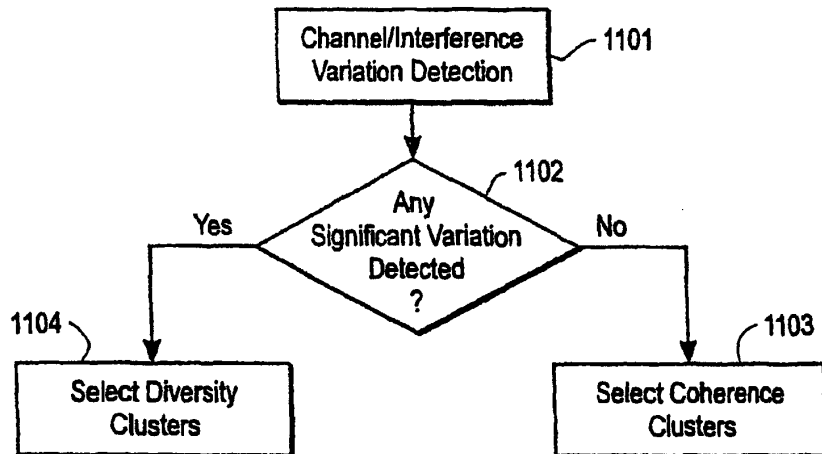 Channel/Interference
Variation Detection
1101
1102
Any
Significant Variation
Detected
?
Yes
No
1104
1103
Select Diversity
Clusters
Select Coherence
Clusters